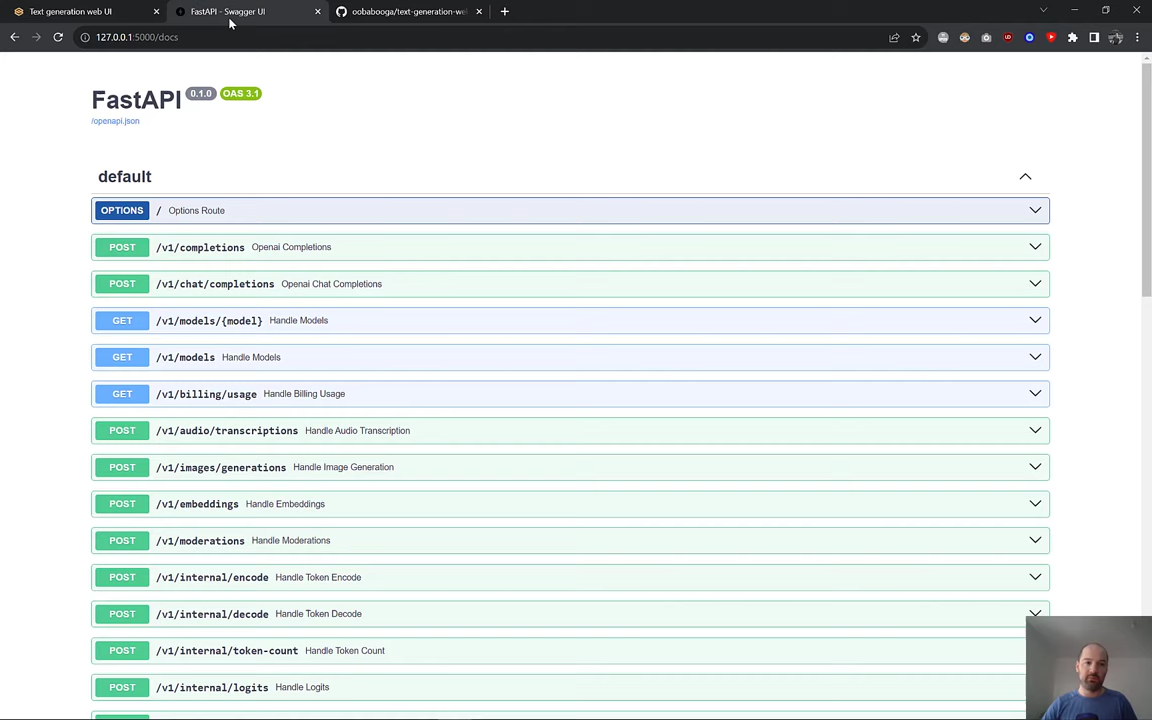 Text generation web UI
FastAPI - Swagger UI
oobabooga/text-generation-we
127.0.0.1:5000/docs
FastAPI 0.1.0 OAS 3.1
/openapi.json
default
OPTIONS / Options Route
POST /v1/completions Openai Completions
POST /v1/chat/completions Openai Chat Completions
GET /v1/models/{model} Handle Models
GET /v1/models Handle Models
GET /v1/billing/usage Handle Billing Usage
POST /v1/audio/transcriptions Handle Audio Transcription
POST /v1/images/generations Handle Image Generation
POST /v1/embeddings Handle Embeddings
POST /v1/moderations Handle Moderations
POST /v1/internal/encode Handle Token Encode
POST /v1/internal/decode Handle Token Decode
POST /v1/internal/token-count Handle Token Count
POST /v1/internal/logits Handle Logits